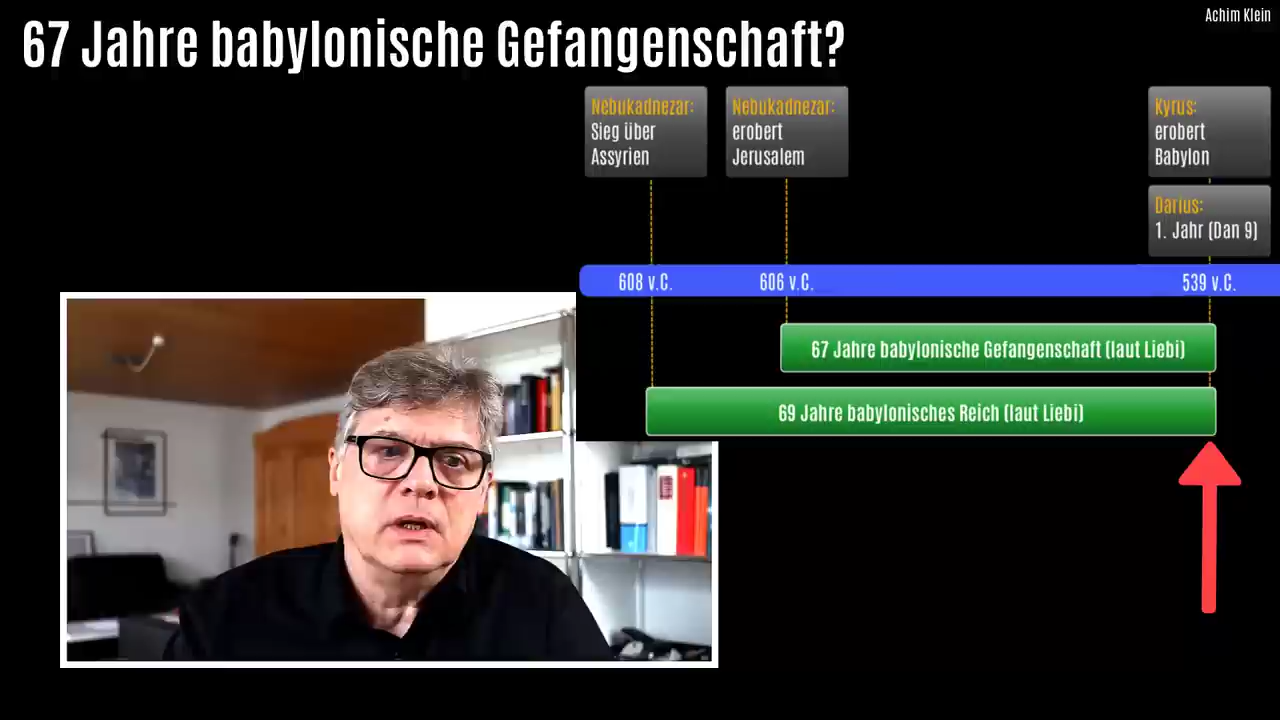 Achim Klein
67 Jahre babylonische Gefangenschaft?
Nebukadnezar:
Sieg über
Assyrien
Nebukadnezar:
erobert
Jerusalem
Kyrus:
erobert
Babylon
Darius:
1. Jahr (Dan 9)
608 v.C.
606 v.C.
539 v.C.
67 Jahre babylonische Gefangenschaft (laut Liebi)
69 Jahre babylonisches Reich (laut Liebi)